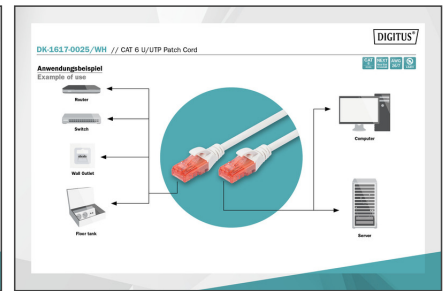 DIGITUS®
DK-1617-0025/WH // CAT 6 U/UTP Patch Cord
Anwendungsbeispiel
Example of use
CAT
Router
Switch
Wall Outlet
Floor tank
Computer
Server